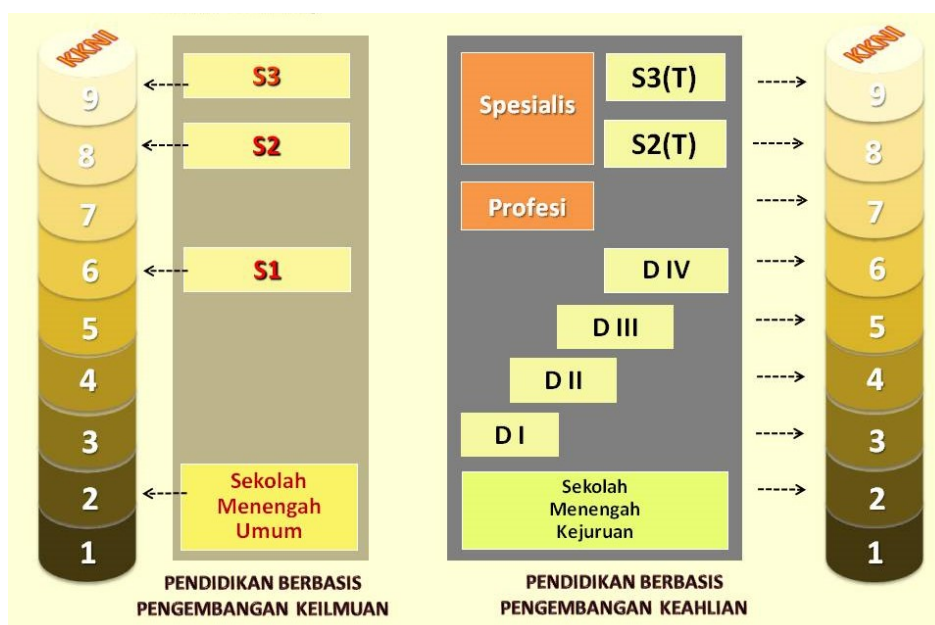 KKNI
9
8
7
6
5
4
3
2
1
S3
S2
S1
Sekolah
Menengah
Umum
PENDIDIKAN BERBASIS
PENGEMBANGAN KEILMUAN
Spesialis
S3(T)
S2(T)
Profesi
D IV
D III
D II
D I
Sekolah
Menengah
Kejuruan
PENDIDIKAN BERBASIS
PENGEMBANGAN KEAHLIAN
KKNI
9
8
7
6
5
4
3
2
1